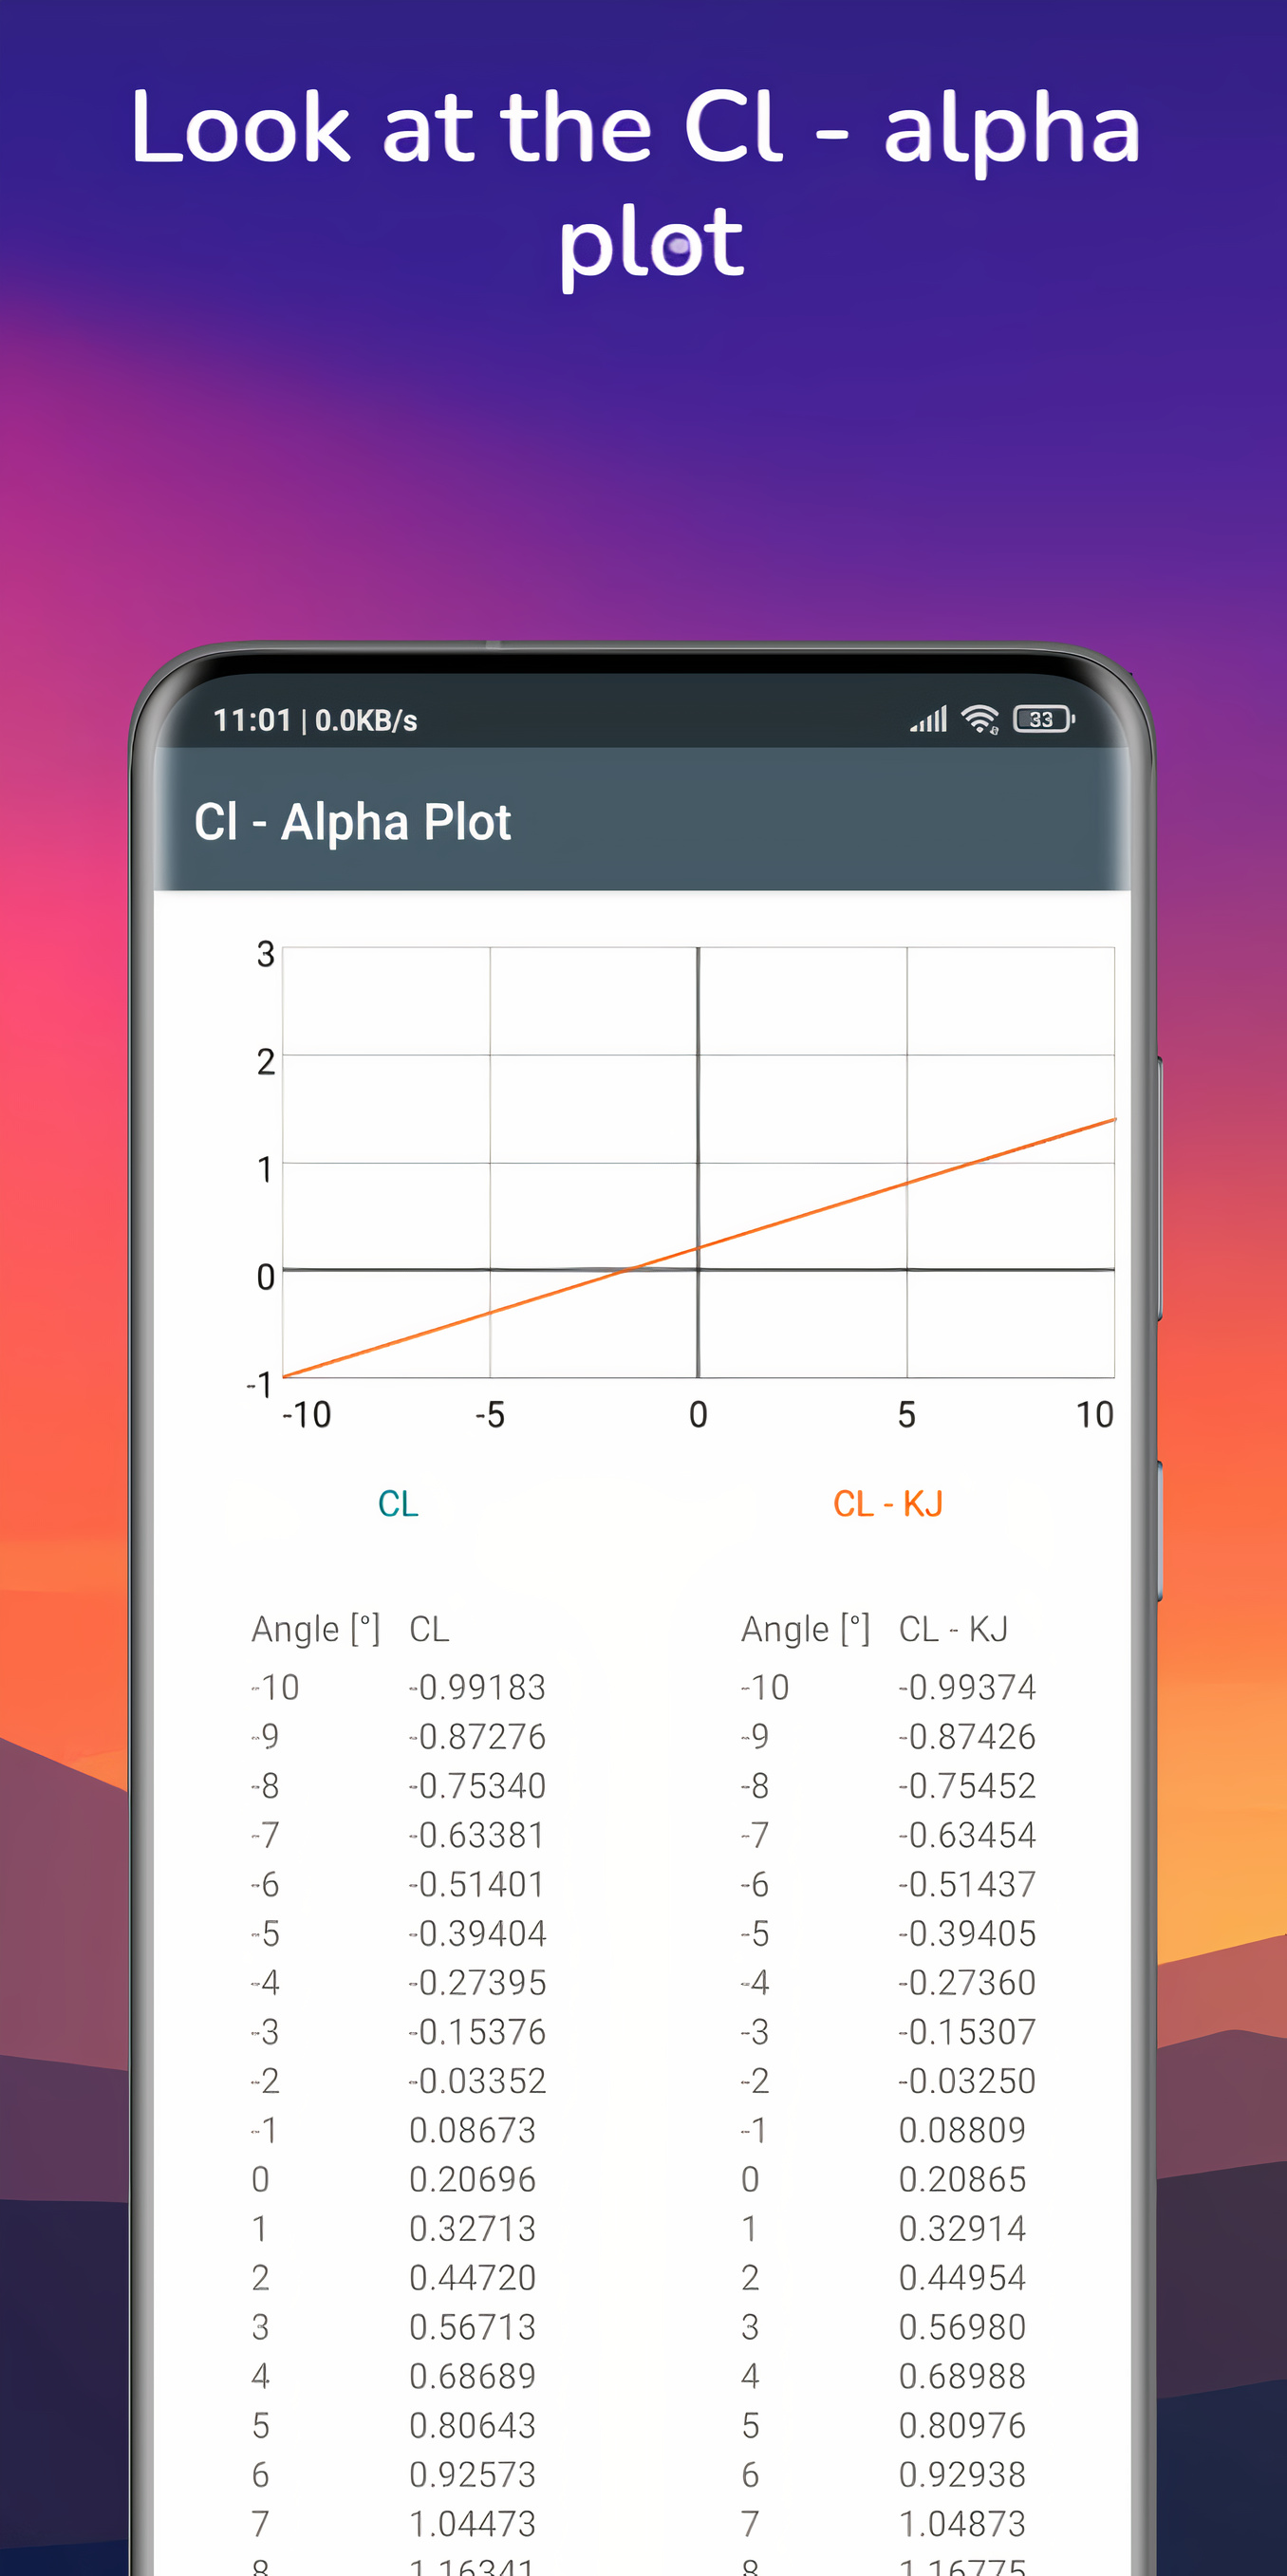 Look at the Cl - alpha
plot
11:01 | 0.0KB/s 33
Cl - Alpha Plot
3
2
1
0
-1
-10 -5 0 5 10
CL CL - KJ
Angle [°] CL Angle [°] CL - KJ
-10 -0.99183 -10 -0.99374
-9 -0.87276 -9 -0.87426
-8 -0.75340 -8 -0.75452
-7 -0.63381 -7 -0.63454
-6 -0.51401 -6 -0.51437
-5 -0.39404 -5 -0.39405
-4 -0.27395 -4 -0.27360
-3 -0.15376 -3 -0.15307
-2 -0.03352 -2 -0.03250
-1 0.08673 -1 0.08809
0 0.20696 0 0.20865
1 0.32713 1 0.32914
2 0.44720 2 0.44954
3 0.56713 3 0.56980
4 0.68689 4 0.68988
5 0.80643 5 0.80976
6 0.92573 6 0.92938
7 1.04473 7 1.04873
8 1.16341 8 1.16775